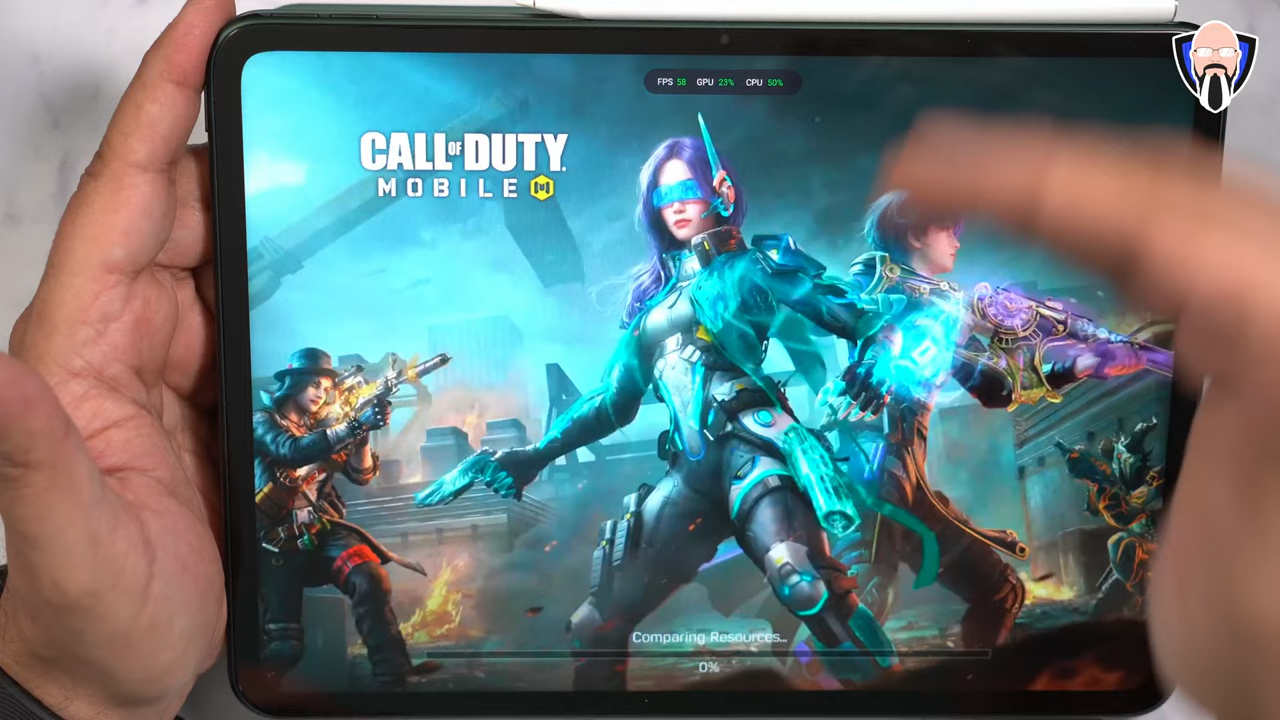 FPS 58 GPU 23% CPU 50%
CALL OF DUTY
MOBILE
Comparing Resources...
0%